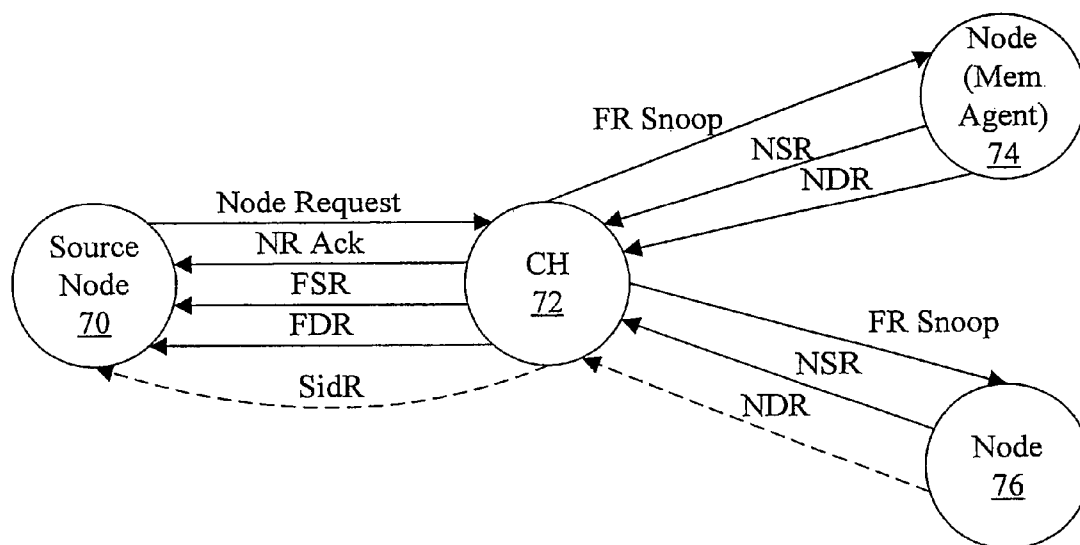 Node
(Mem
Agent)
74
FR Snoop
NSR
NDR
Node Request
NR Ack
FSR
FDR
SidR
Source
Node
70
CH
72
FR Snoop
NSR
NDR
Node
76